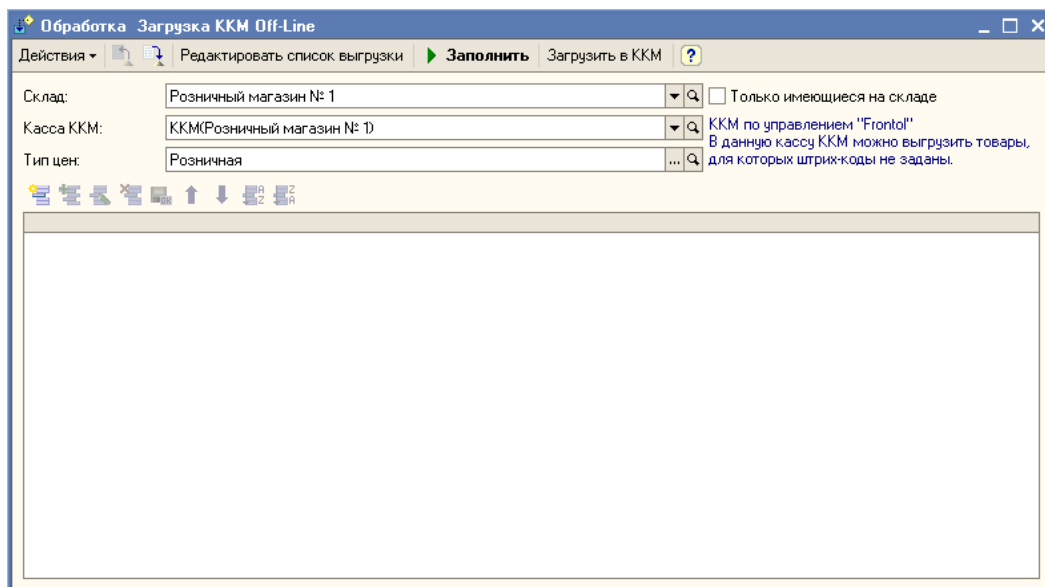 Обработка Загрузка ККМ Off-Line
Действия Редактировать список выгрузки Заполнить Загрузить в ККМ ?
Склад: Розничный магазин № 1 Только имеющиеся на складе
Касса ККМ: ККМ(Розничный магазин № 1) ККМ по управлением "Frontol"
В данную кассу ККМ можно выгрузить товары,
Тип цен: Розничная ... для которых штрих-коды не заданы.